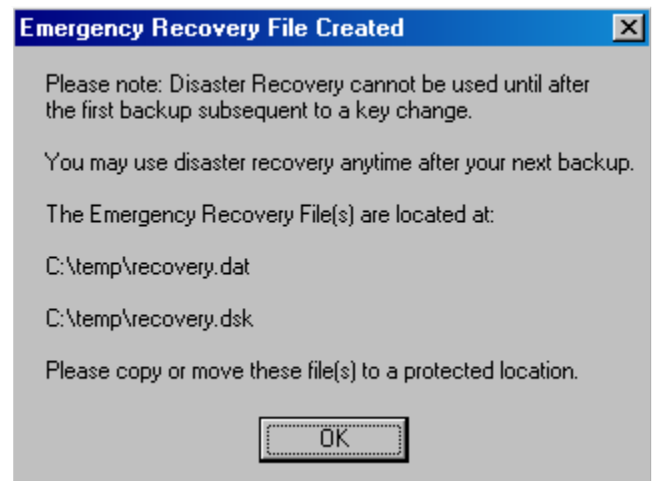 Emergency Recovery File Created
Please note: Disaster Recovery cannot be used until after
the first backup subsequent to a key change.
You may use disaster recovery anytime after your next backup.
The Emergency Recovery File(s) are located at:
C:\temp\recovery.dat
C:\temp\recovery.dsk
Please copy or move these file(s) to a protected location.
OK